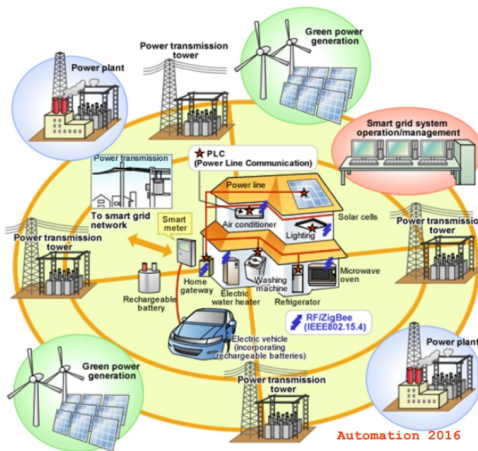 Green power
generation
Power transmission
tower
Power plant
Smart grid system
operation/management
PLC
(Power Line Communication)
Power transmission
Power line
Solar cells
Air conditioner
Lighting
To smart grid
network
Smart
meter
Power transmission
tower
Power transmission
tower
Home
gateway
Electric
water heater
Washing
machine
Refrigerator
Microwave
oven
Rechargeable
battery
RF/ZigBee
(IEEE802.15.4)
Electric vehicle
(incorporating
rechargeable batteries)
Green power
generation
Power transmission
tower
Power plant
Automation 2016